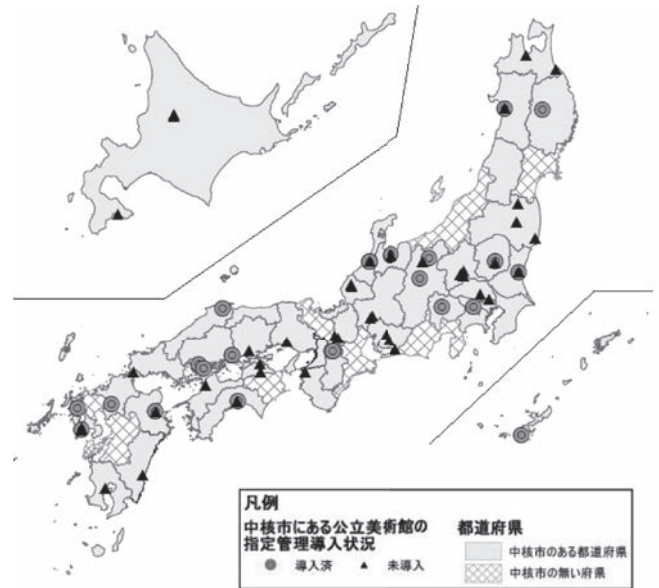 凡例
中核市にある公立美術館の
指定管理導入状況
導入済
未導入
都道府県
中核市のある都道府県
中核市の無い府県